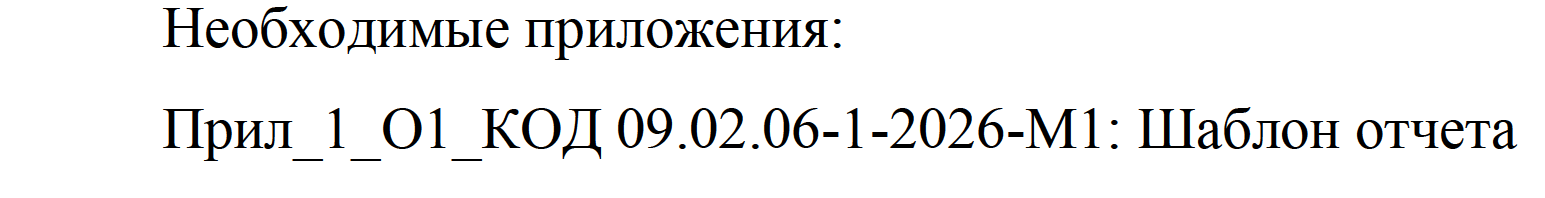 Необходимые приложения:
Прил_1_О1_КОД 09.02.06-1-2026-М1: Шаблон отчета